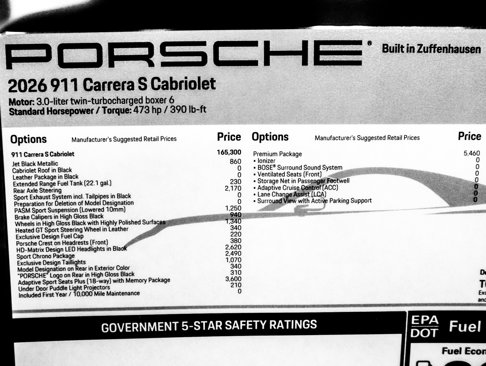 PORSCHE®
Built in Zuffenhausen
2026 911 Carrera S Cabriolet
Motor: 3.0-liter twin-turbocharged boxer 6
Standard Horsepower / Torque: 473 hp / 390 lb-ft
Options Manufacturer's Suggested Retail Prices Price
911 Carrera S Cabriolet 165,300
Jet Black Metallic 860
Cabriolet Roof in Black 0
Leather Package in Black 0
Extended Range Fuel Tank (22.1 gal.) 230
Rear Axle Steering 2,170
Sport Exhaust System incl. Tailpipes in Black 0
Preparation for Deletion of Model Designation 0
PASM Sport Suspension (Lowered 10mm) 0
Brake Calipers in High Gloss Black 1,250
Wheels in High Gloss Black with Highly Polished Surfaces 940
Heated GT Sport Steering Wheel in Leather 1,340
Exclusive Design Fuel Cap 340
Porsche Crest on Headrests (Front) 220
HD-Matrix Design LED Headlights in Black 380
Sport Chrono Package 2,620
Exclusive Design Taillights 2,490
Model Designation on Rear in Exterior Color 1,070
"PORSCHE" Logo on Rear in High Gloss Black 340
Adaptive Sport Seats Plus (18-way) with Memory Package 310
Under Door Puddle Light Projectors 3,600
Included First Year / 10,000 Mile Maintenance 210
0
Options Manufacturer's Suggested Retail Prices Price
Premium Package 5,460
• Ionizer 0
• BOSE® Surround Sound System 0
• Ventilated Seats (Front) 0
• Storage Net in Passenger Footwell 0
• Adaptive Cruise Control (ACC) 0
• Lane Change Assist (LCA) 0
• Surround View with Active Parking Support 0
GOVERNMENT 5-STAR SAFETY RATINGS
EPA
DOT
Fuel
Fuel Econ